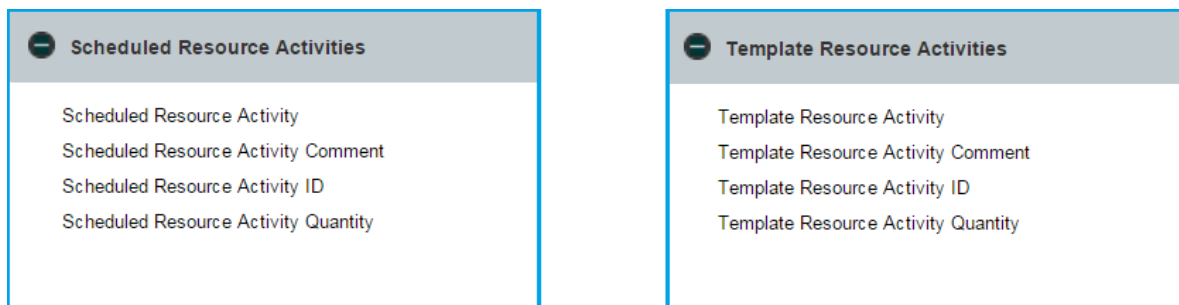 Scheduled Resource Activities
Scheduled Resource Activity
Scheduled Resource Activity Comment
Scheduled Resource Activity ID
Scheduled Resource Activity Quantity
Template Resource Activities
Template Resource Activity
Template Resource Activity Comment
Template Resource Activity ID
Template Resource Activity Quantity